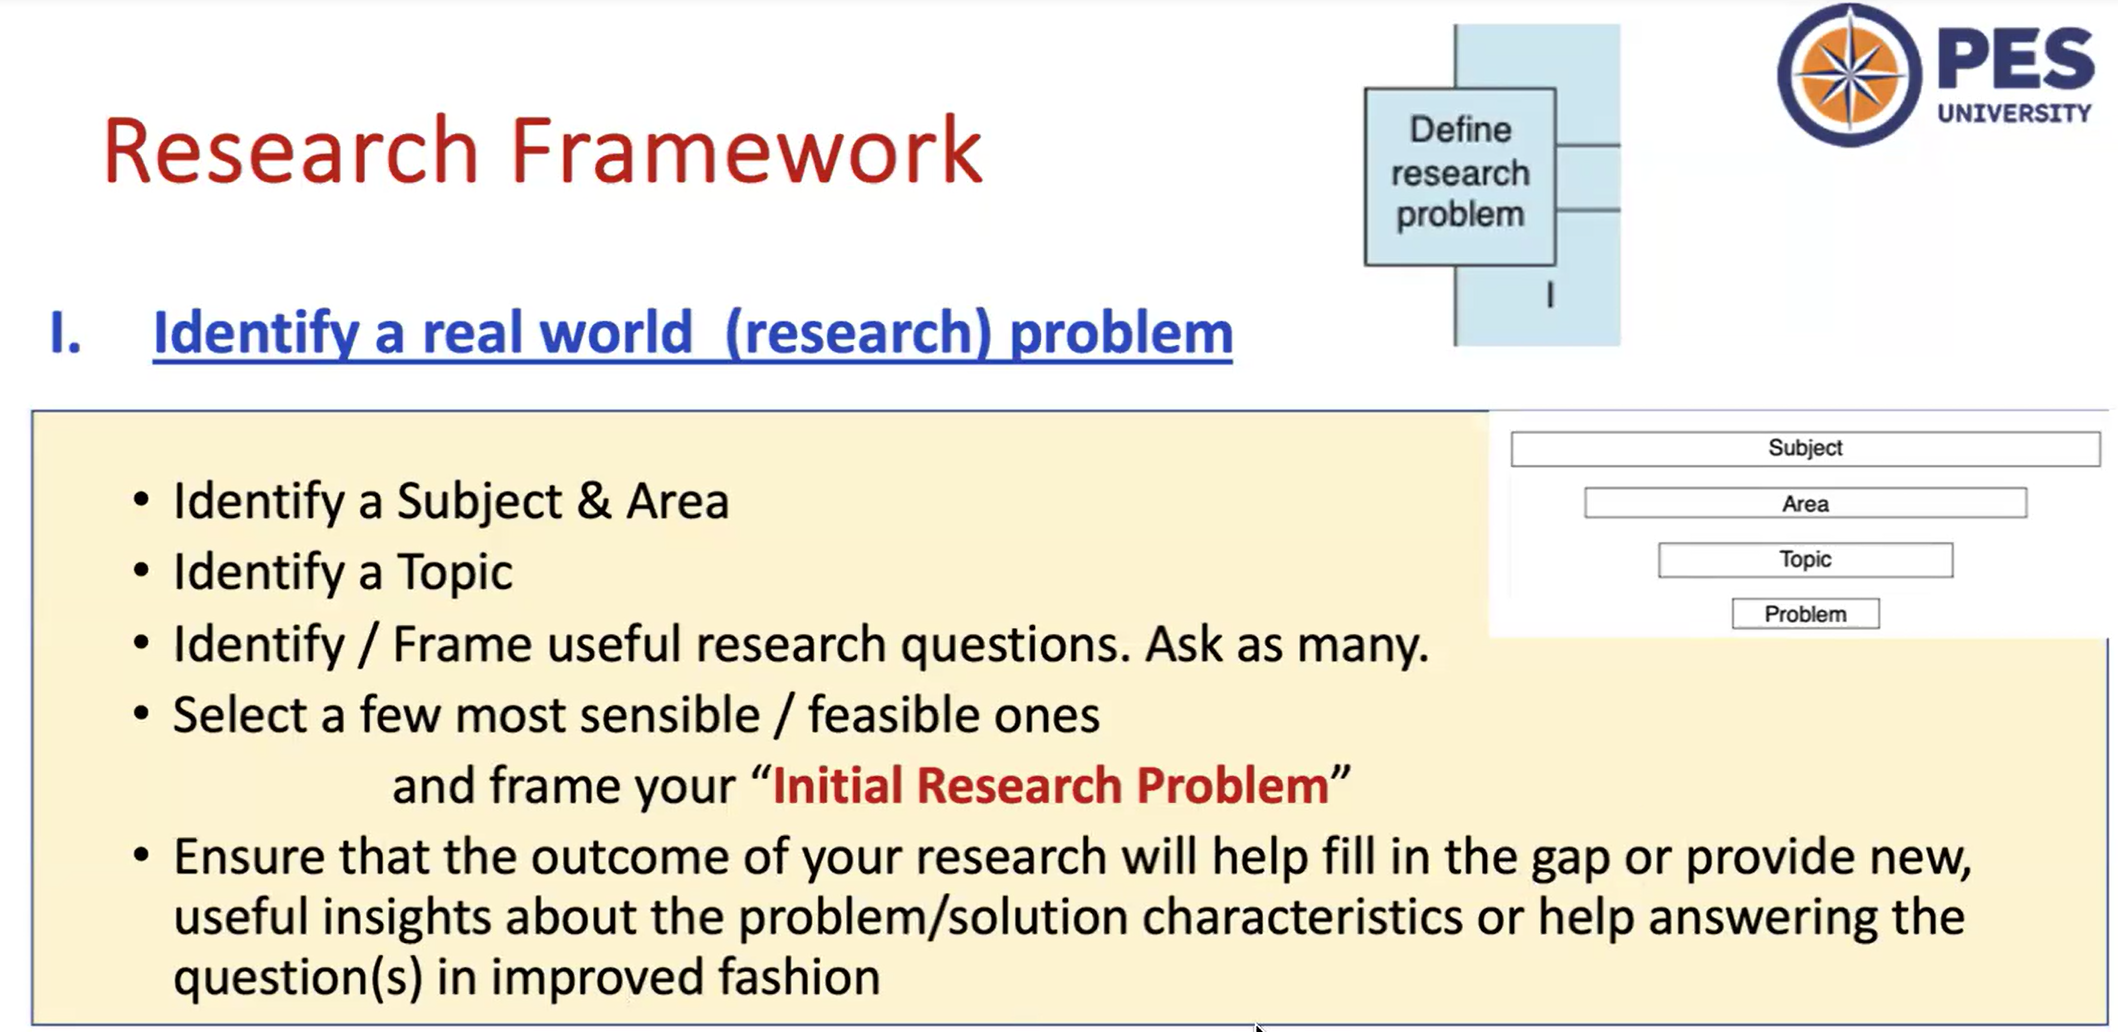 Research Framework
Define
research
problem
I
PES
UNIVERSITY
I. Identify a real world (research) problem
Subject
Area
Topic
Problem
• Identify a Subject & Area
• Identify a Topic
• Identify / Frame useful research questions. Ask as many.
• Select a few most sensible / feasible ones
and frame your “Initial Research Problem”
• Ensure that the outcome of your research will help fill in the gap or provide new,
useful insights about the problem/solution characteristics or help answering the
question(s) in improved fashion